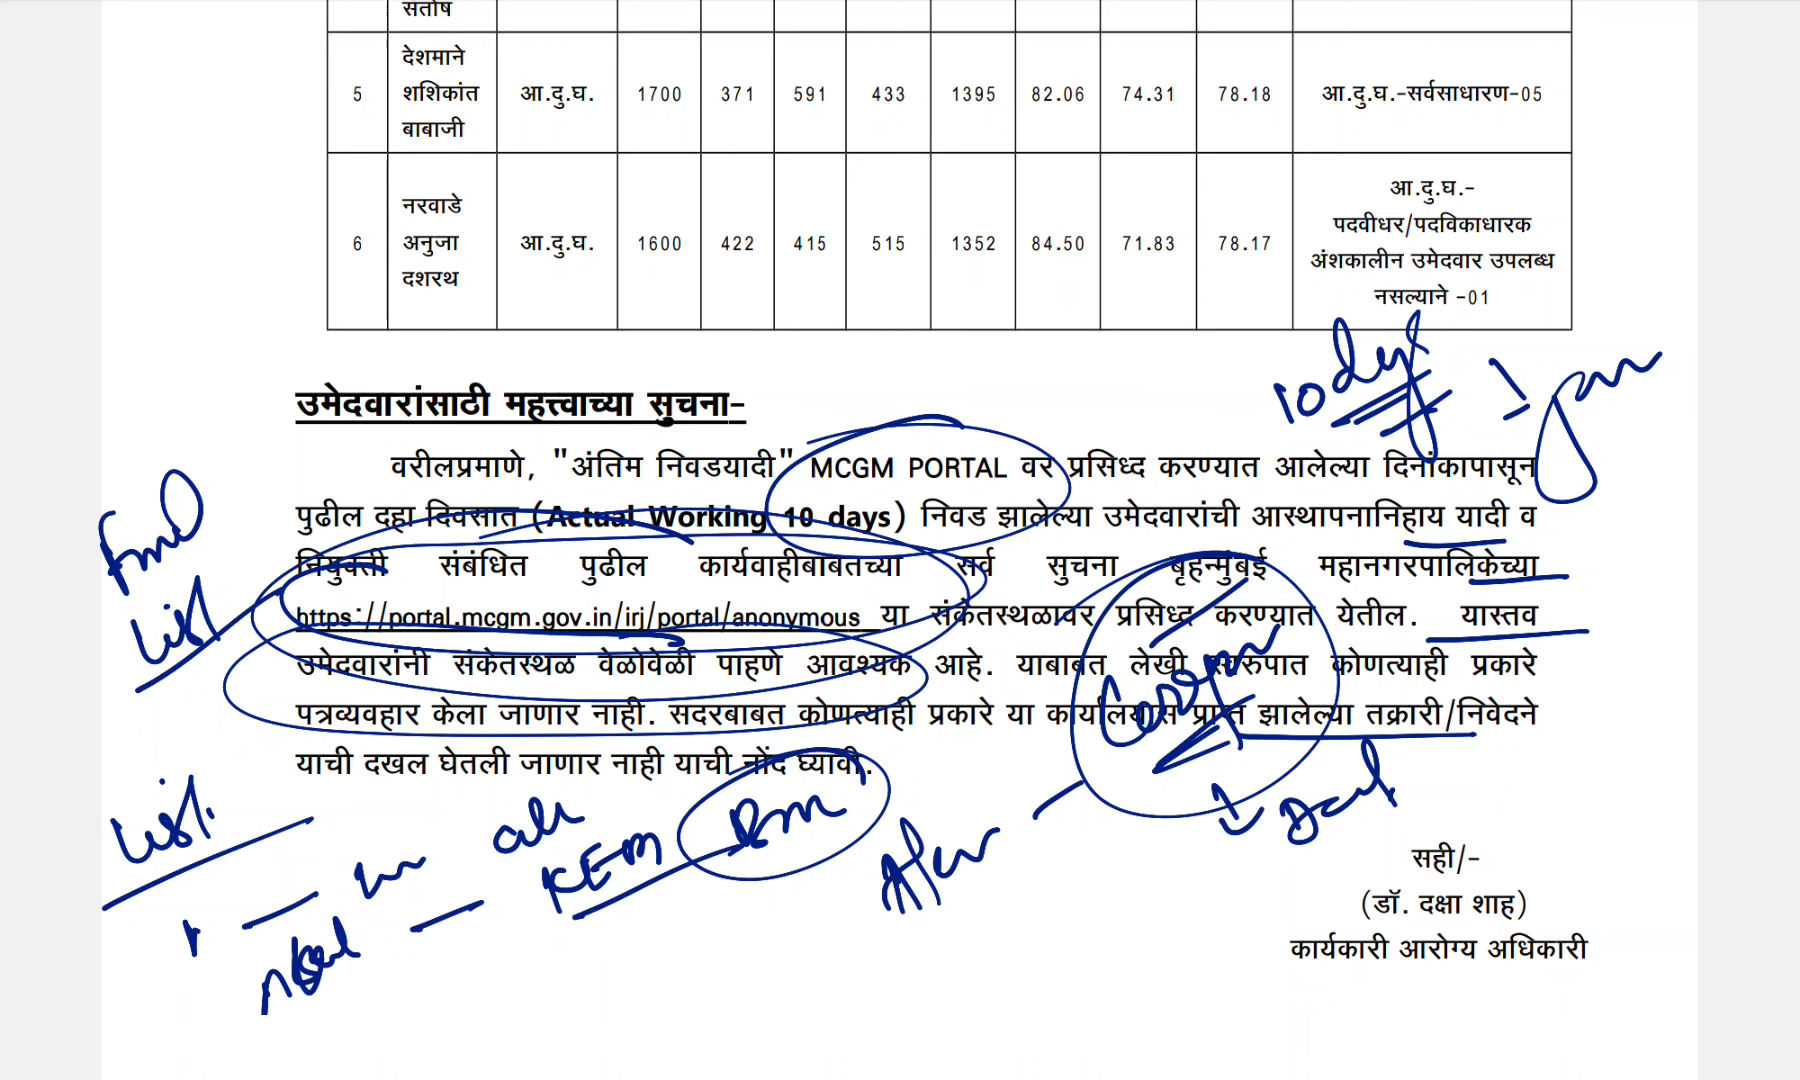 संतोष
5 देशमाने शशिकांत बाबाजी आ.दु.घ. 1700 371 591 433 1395 82.06 74.31 78.18 आ.दु.घ.-सर्वसाधारण-05
6 नरवाडे अनुजा दशरथ आ.दु.घ. 1600 422 415 515 1352 84.50 71.83 78.17 आ.दु.घ.-पदवीधर/पदविकाधारक अंशकालीन उमेदवार उपलब्ध नसल्याने -01
10 days
उमेदवारांसाठी महत्त्वाच्या सुचना-
वरीलप्रमाणे, "अंतिम निवडयादी" MCGM PORTAL वर प्रसिध्द करण्यात आलेल्या दिनांकापासून
पुढील दहा दिवसात (Actual Working 10 days) निवड झालेल्या उमेदवारांची आस्थापनानिहाय यादी व
नियुक्ती संबंधित पुढील कार्यवाहीबाबतच्या सर्व सुचना बृहन्मुंबई महानगरपालिकेच्या
https://portal.mcgm.gov.in/irj/portal/anonymous या संकेतस्थळावर प्रसिध्द करण्यात येतील. यास्तव
उमेदवारांनी संकेतस्थळ वेळोवेळी पाहणे आवश्यक आहे. याबाबत लेखी स्वरुपात कोणत्याही प्रकारे
पत्रव्यवहार केला जाणार नाही. सदरबाबत कोणत्याही प्रकारे या कार्यालयास प्राप्त झालेल्या तक्रारी/निवेदने
याची दखल घेतली जाणार नाही याची नोंद घ्यावी.
List
List
KEM
सही/-
(डॉ. दक्षा शाह)
कार्यकारी आरोग्य अधिकारी